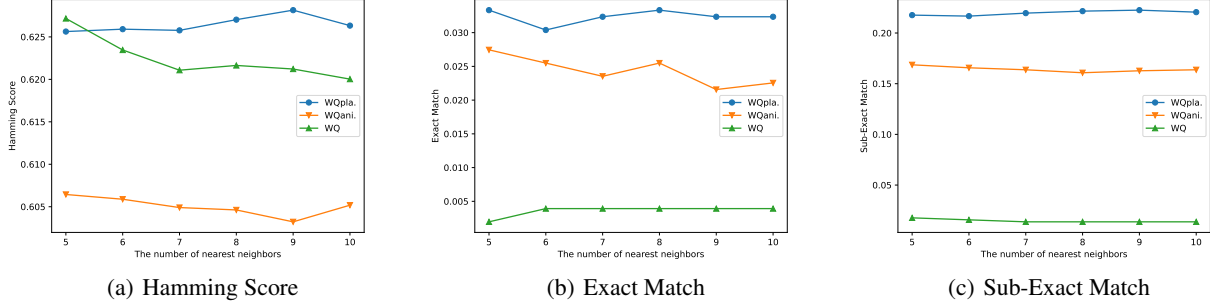 0.625
0.620
0.615
0.610
0.605
Hamming Score
WQpla.
WQani.
WQ
5 6 7 8 9 10
The number of nearest neighbors
(a) Hamming Score
0.030
0.025
0.020
0.015
0.010
0.005
Exact Match
WQpla.
WQani.
WQ
5 6 7 8 9 10
The number of nearest neighbors
(b) Exact Match
0.20
0.15
0.10
0.05
Sub-Exact Match
WQpla.
WQani.
WQ
5 6 7 8 9 10
The number of nearest neighbors
(c) Sub-Exact Match